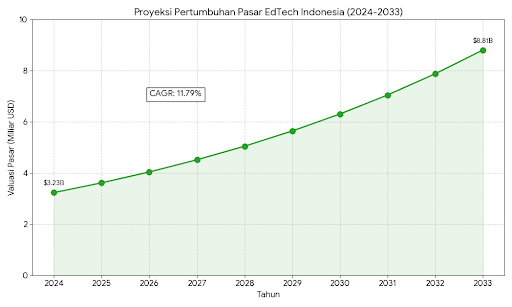 Proyeksi Pertumbuhan Pasar EdTech Indonesia (2024-2033)
10
8
6
4
2
0
Valuasi Pasar (Miliar USD)
CAGR: 11.79%
$3.23B
$8.81B
2024 2025 2026 2027 2028 2029 2030 2031 2032 2033
Tahun